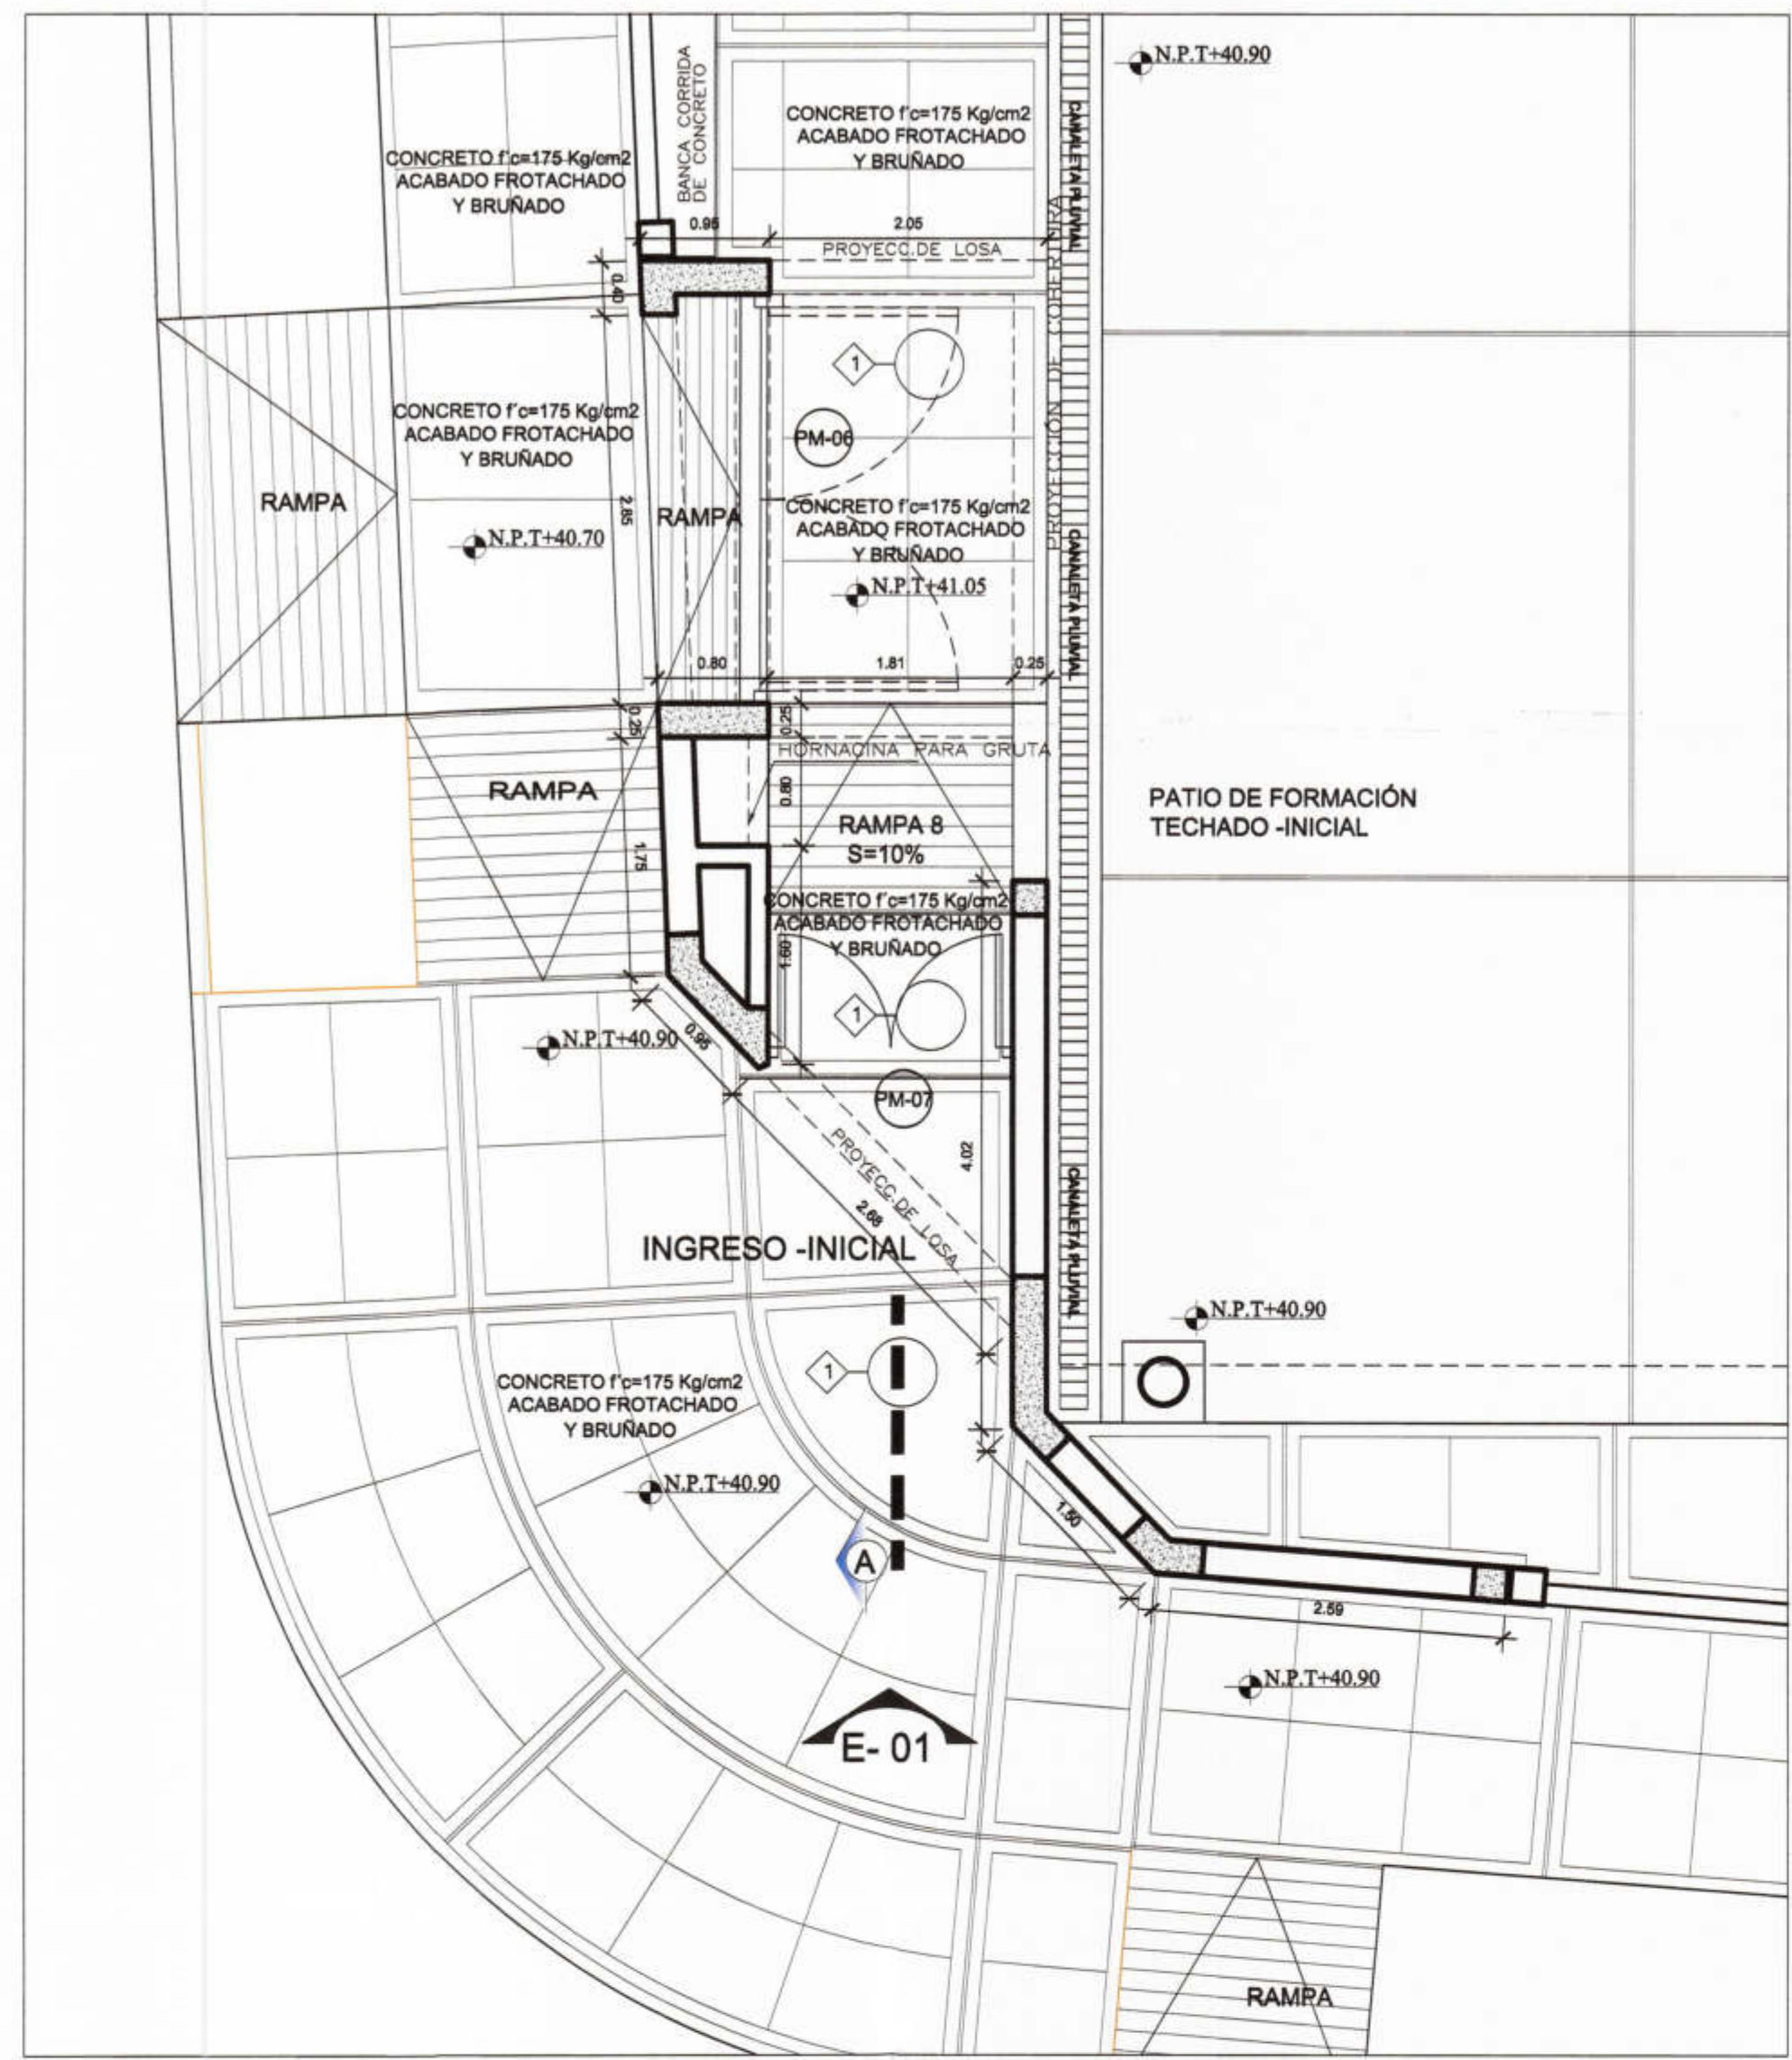 N.P.T+40.90
BANCA CORRIDA
DE CONCRETO
CONCRETO f'c=175 Kg/cm2
ACABADO FROTACHADO
Y BRUÑADO
CANALETA PLUVIAL
CONCRETO f'c=175 Kg/cm2
ACABADO FROTACHADO
Y BRUÑADO
0.95
2.05
PROYECC.DE LOSA
PROYECCIÓN DE COBERTURA
0.40
1
CONCRETO f'c=175 Kg/cm2
ACABADO FROTACHADO
Y BRUÑADO
PM-06
RAMPA
2.85
RAMPA
CONCRETO f'c=175 Kg/cm2
ACABADO FROTACHADO
Y BRUÑADO
N.P.T+40.70
N.P.T+41.05
CANALETA PLUVIAL
0.80
1.81
0.25
0.25
0.25
HORNACINA PARA GRUTA
RAMPA
0.80
RAMPA 8
S=10%
PATIO DE FORMACIÓN
TECHADO -INICIAL
1.75
CONCRETO f'c=175 Kg/cm2
ACABADO FROTACHADO
Y BRUÑADO
1.60
1
N.P.T+40.90
0.95
PM-07
4.02
PROYECC.DE LOSA
2.68
CANALETA PLUVIAL
INGRESO -INICIAL
N.P.T+40.90
1
CONCRETO f'c=175 Kg/cm2
ACABADO FROTACHADO
Y BRUÑADO
N.P.T+40.90
1.50
A
2.59
N.P.T+40.90
E- 01
RAMPA